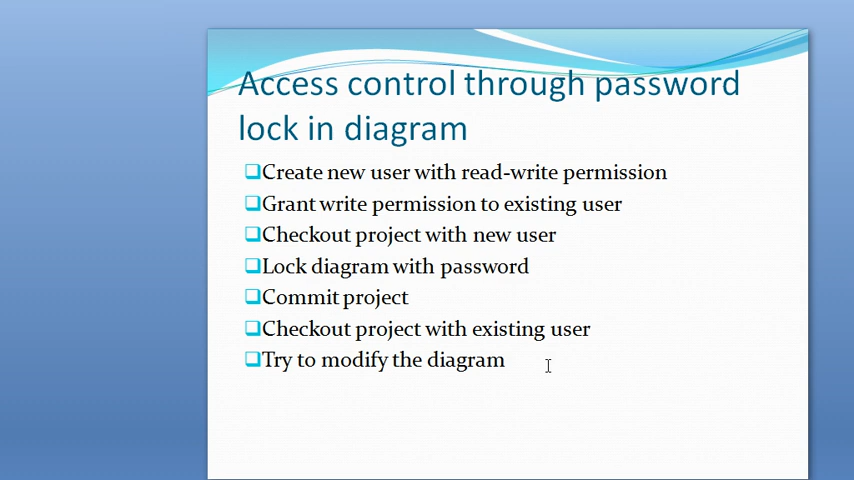 Access control through password
lock in diagram
Create new user with read-write permission
Grant write permission to existing user
Checkout project with new user
Lock diagram with password
Commit project
Checkout project with existing user
Try to modify the diagram